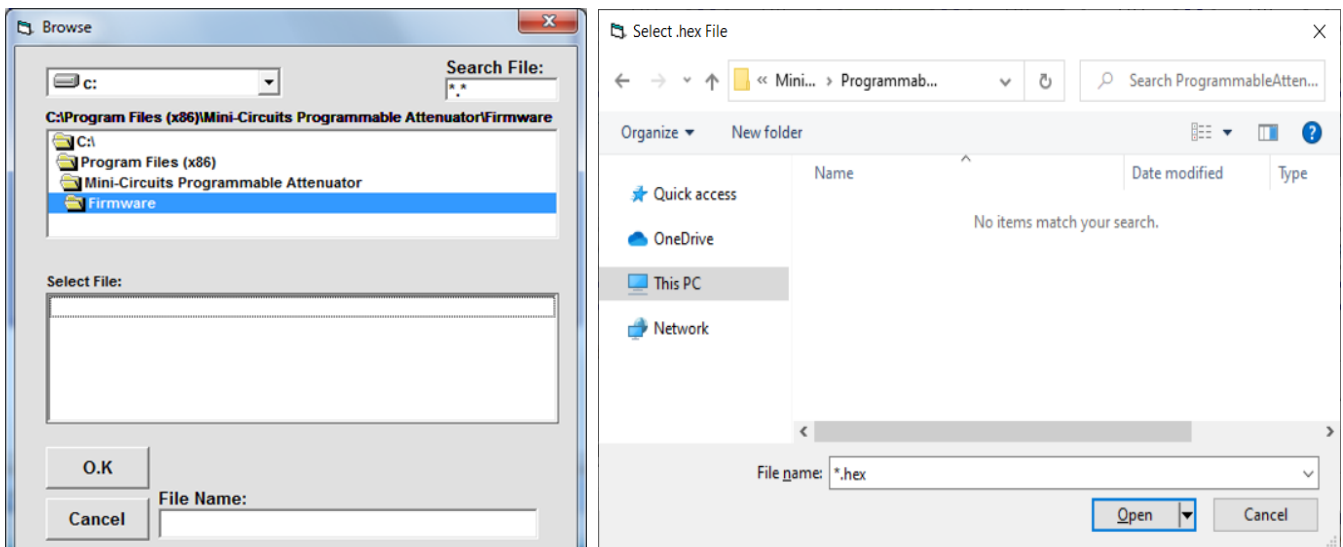 Browse
c:
Search File:
*.*
C:\Program Files (x86)\Mini-Circuits Programmable Attenuator\Firmware
C:\
Program Files (x86)
Mini-Circuits Programmable Attenuator
Firmware
Select File:
O.K
Cancel
File Name:
Select .hex File
« Mini... › Programmab...
Search ProgrammableAtten...
Organize
New folder
Quick access
OneDrive
This PC
Network
Name
Date modified
Type
No items match your search.
File name: *.hex
Open
Cancel